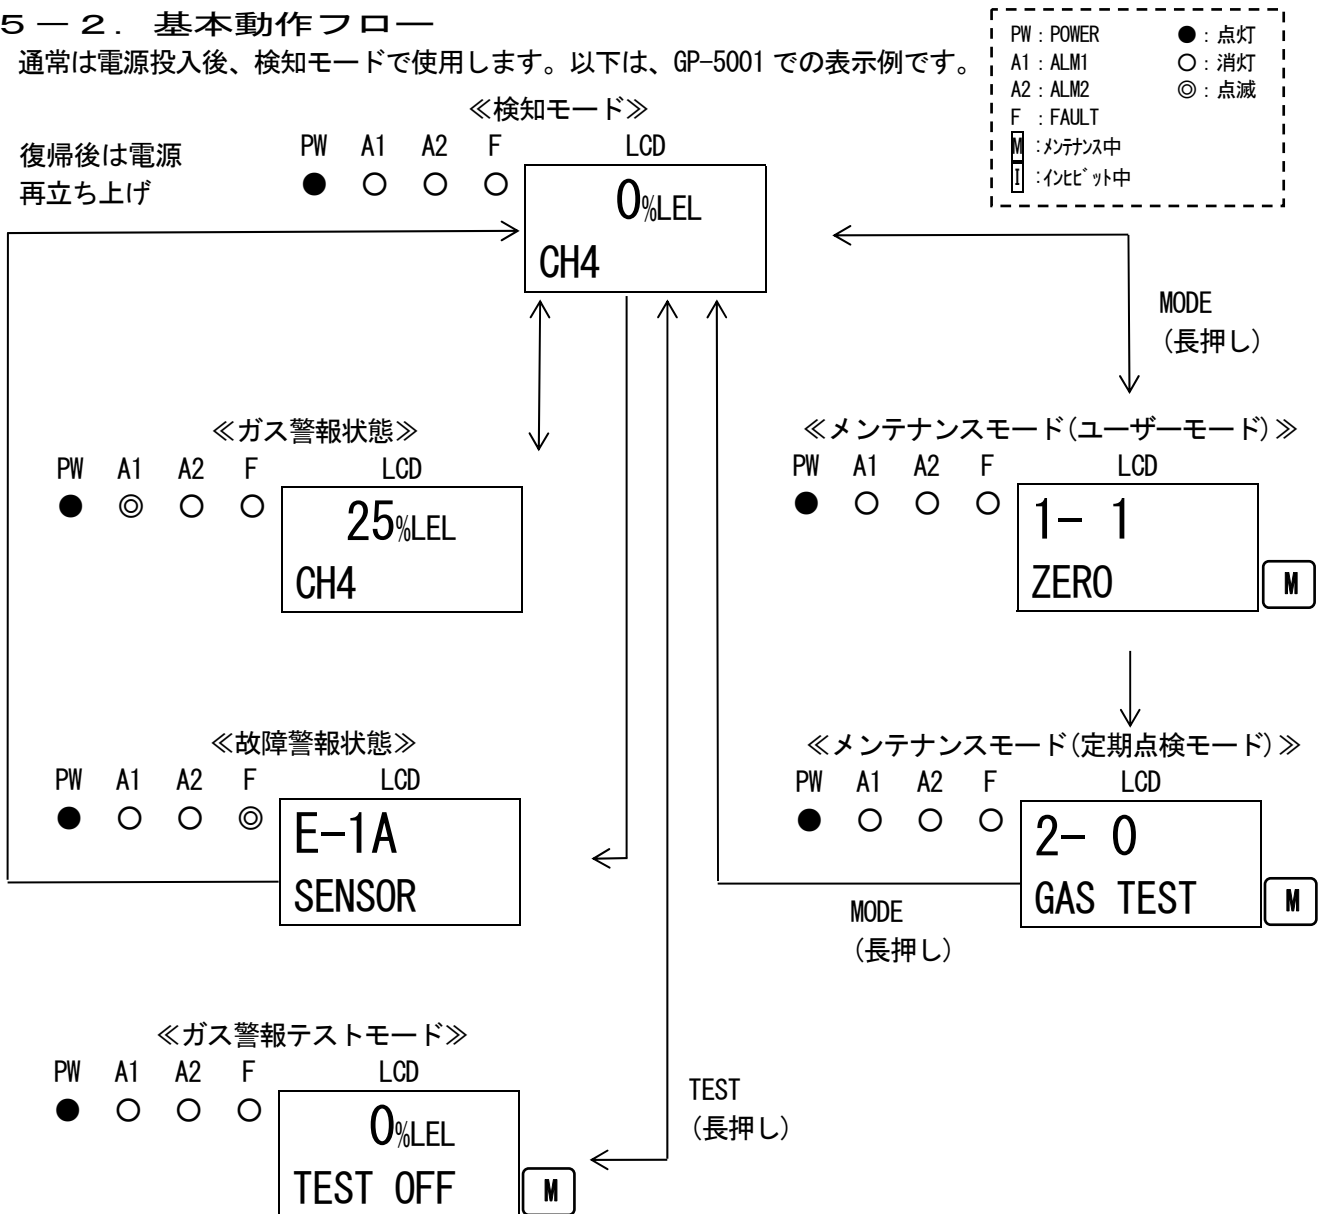 ５－２．基本動作フロー
通常は電源投入後、検知モードで使用します。以下は、GP-5001 での表示例です。
PW : POWER ● : 点灯
A1 : ALM1 ○ : 消灯
A2 : ALM2 ◎ : 点滅
F : FAULT
M :ﾒﾝﾃﾅﾝｽ中
I :ｲﾝﾋﾋﾞｯﾄ中
≪検知モード≫
復帰後は電源
再立ち上げ
PW A1 A2 F LCD
● ○ ○ ○
0%LEL
CH4
MODE
(長押し)
≪ガス警報状態≫
PW A1 A2 F LCD
● ◎ ○ ○
25%LEL
CH4
≪メンテナンスモード(ユーザーモード)≫
PW A1 A2 F LCD
● ○ ○ ○
1- 1
ZERO
M
≪故障警報状態≫
PW A1 A2 F LCD
● ○ ○ ◎
E-1A
SENSOR
≪メンテナンスモード(定期点検モード)≫
PW A1 A2 F LCD
● ○ ○ ○
2- 0
GAS TEST
M
MODE
(長押し)
≪ガス警報テストモード≫
PW A1 A2 F LCD
● ○ ○ ○
0%LEL
TEST OFF
M
TEST
(長押し)